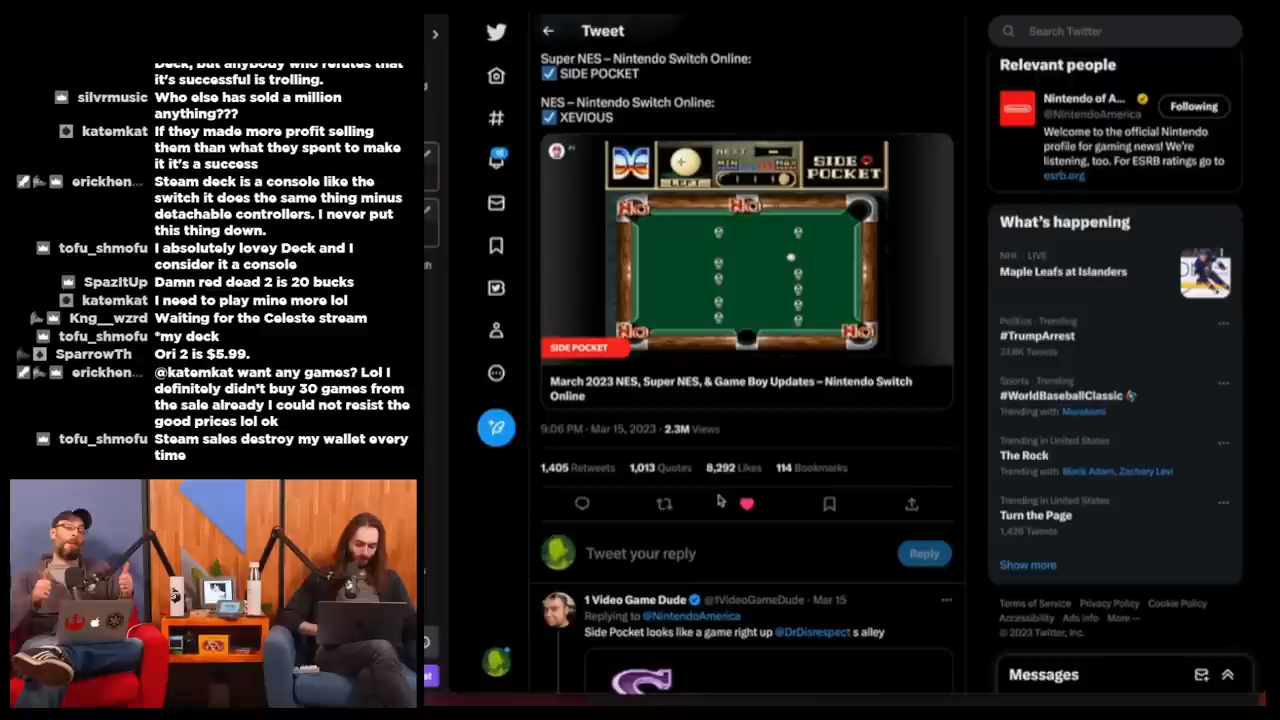 Deck, but anybody who refutes that
it's successful is trolling.
silvrmusic Who else has sold a million
anything???
katemkat If they made more profit selling
them than what they spent to make
it it's a success
erickhen... Steam deck is a console like the
switch it does the same thing minus
detachable controllers. I never put
this thing down.
tofu_shmofu I absolutely lovey Deck and I
consider it a console
SpazItUp Damn red dead 2 is 20 bucks
katemkat I need to play mine more lol
Kng__wzrd Waiting for the Celeste stream
tofu_shmofu *my deck
SparrowTh Ori 2 is $5.99.
erickhen... @katemkat want any games? Lol I
definitely didn't buy 30 games from
the sale already I could not resist the
good prices lol ok
tofu_shmofu Steam sales destroy my wallet every
time
Tweet
Super NES – Nintendo Switch Online:
SIDE POCKET
NES – Nintendo Switch Online:
XEVIOUS
LEFT
NEXT
MIN
MAX
SIDE
POCKET
SIDE POCKET
March 2023 NES, Super NES, & Game Boy Updates – Nintendo Switch
Online
9:06 PM · Mar 15, 2023 · 2.3M Views
1,405 Retweets 1,013 Quotes 8,292 Likes 114 Bookmarks
Tweet your reply
Reply
1 Video Game Dude @1VideoGameDude · Mar 15
Replying to @NintendoAmerica
Side Pocket looks like a game right up @DrDisrespect s alley
Search Twitter
Relevant people
Nintendo of A...
@NintendoAmerica
Following
Welcome to the official Nintendo
profile for gaming news! We're
listening, too. For ESRB ratings go to
esrb.org
What's happening
NHL · LIVE
Maple Leafs at Islanders
Politics · Trending
#TrumpArrest
Sports · Trending
#WorldBaseballClassic
Trending with Murakami
Trending in United States
The Rock
Trending with Black Adam, Zachary Levi
Trending in United States
Turn the Page
1,426 Tweets
Show more
Terms of Service Privacy Policy Cookie Policy
Accessibility Ads info More
© 2023 Twitter, Inc.
Messages